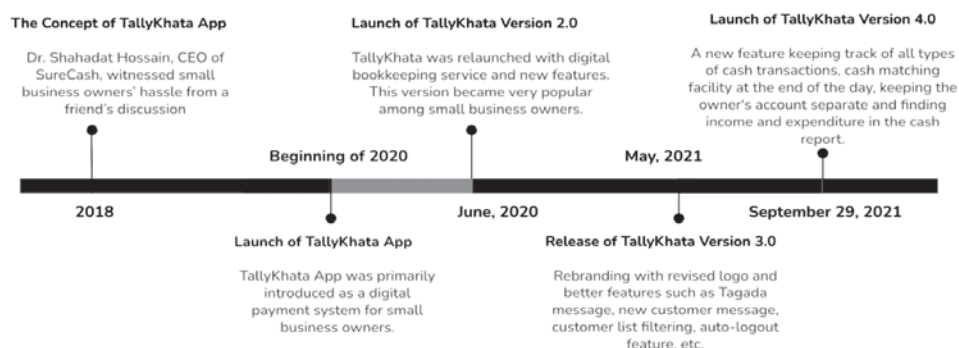 The Concept of TallyKhata App
Dr. Shahadat Hossain, CEO of
SureCash, witnessed small
business owners' hassle from a
friend's discussion
2018
Beginning of 2020
Launch of TallyKhata App
TallyKhata App was primarily
introduced as a digital
payment system for small
business owners.
Launch of TallyKhata Version 2.0
TallyKhata was relaunched with digital
bookkeeping service and new features.
This version became very popular
among small business owners.
June, 2020
May, 2021
Release of TallyKhata Version 3.0
Rebranding with revised logo and
better features such as Tagada
message, new customer message,
customer list filtering, auto-logout
feature, etc.
Launch of TallyKhata Version 4.0
A new feature keeping track of all types
of cash transactions, cash matching
facility at the end of the day, keeping the
owner's account separate and finding
income and expenditure in the cash
report.
September 29, 2021